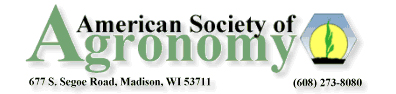 American Society of
Agronomy
677 S. Segoe Road, Madison, WI 53711
(608) 273-8080